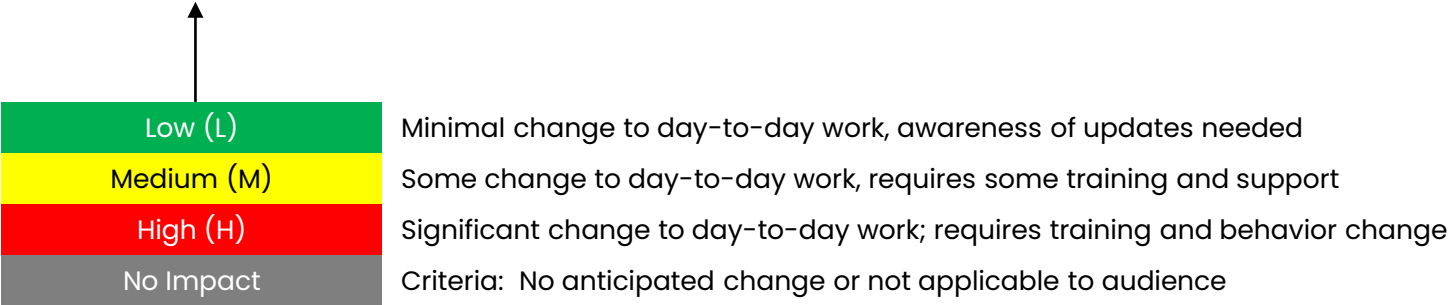 Low (L) Minimal change to day-to-day work, awareness of updates needed
Medium (M) Some change to day-to-day work, requires some training and support
High (H) Significant change to day-to-day work; requires training and behavior change
No Impact Criteria: No anticipated change or not applicable to audience